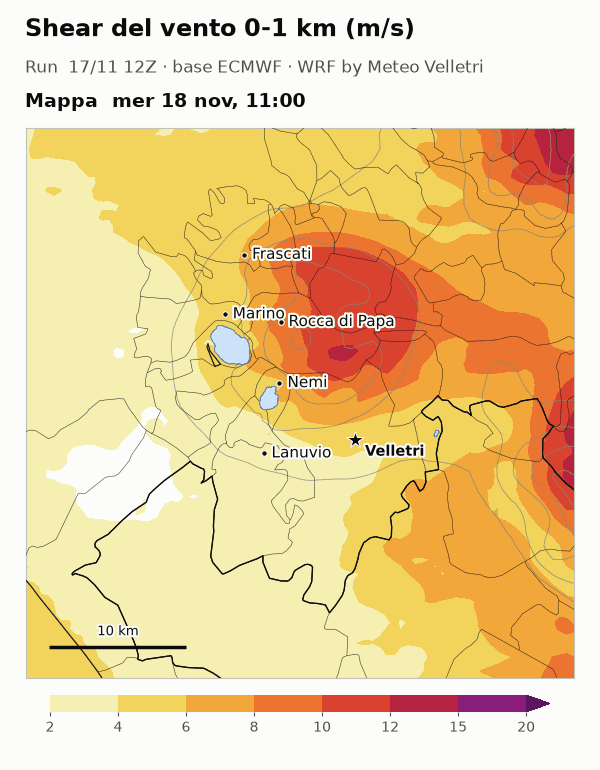 Shear del vento 0-1 km (m/s)
Run 17/11 12Z · base ECMWF · WRF by Meteo Velletri
Mappa mer 18 nov, 11:00
Frascati
Marino
Rocca di Papa
Nemi
Velletri
Lanuvio
10 km
2 4 6 8 10 12 15 20